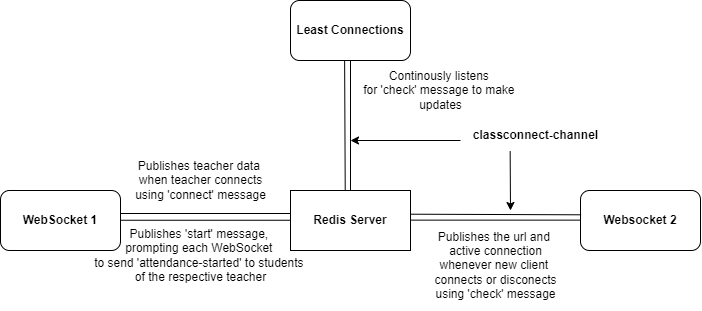 Least Connections
Continously listens
for 'check' message to make
updates
classconnect-channel
Publishes teacher data
when teacher connects
using 'connect' message
WebSocket 1
Redis Server
Websocket 2
Publishes 'start' message,
prompting each WebSocket
to send 'attendance-started' to students
of the respective teacher
Publishes the url and
active connection
whenever new client
connects or disconects
using 'check' message